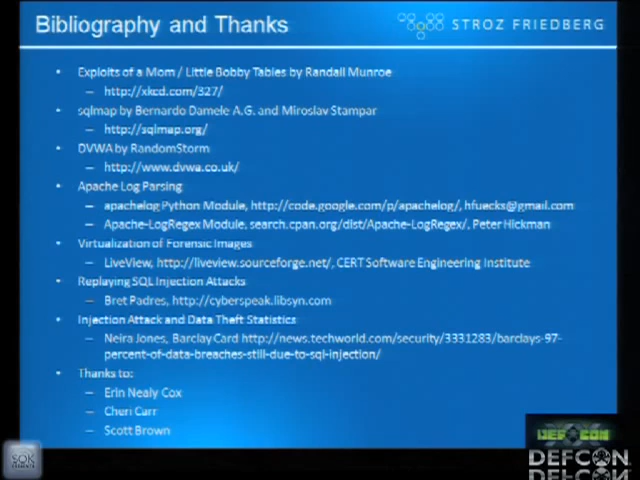 Bibliography and Thanks
STROZ FRIEDBERG
• Exploits of a Mom / Little Bobby Tables by Randall Munroe
– http://xkcd.com/327/
• sqlmap by Bernardo Damele A.G. and Miroslav Stampar
– http://sqlmap.org/
• DVWA by RandomStorm
– http://www.dvwa.co.uk/
• Apache Log Parsing
– apachelog Python Module, http://code.google.com/p/apachelog/, hfuecks@gmail.com
– Apache-LogRegex Module, search.cpan.org/dist/Apache-LogRegex/, Peter Hickman
• Virtualization of Forensic Images
– LiveView, http://liveview.sourceforge.net/, CERT Software Engineering Institute
• Replaying SQL Injection Attacks
– Bret Padres, http://cyberspeak.libsyn.com
• Injection Attack and Data Theft Statistics
– Neira Jones, Barclay Card http://news.techworld.com/security/3331283/barclays-97-
percent-of-data-breaches-still-due-to-sql-injection/
• Thanks to:
– Erin Nealy Cox
– Cheri Carr
– Scott Brown
DEFCON
DEFCON
DEFCON
SOK